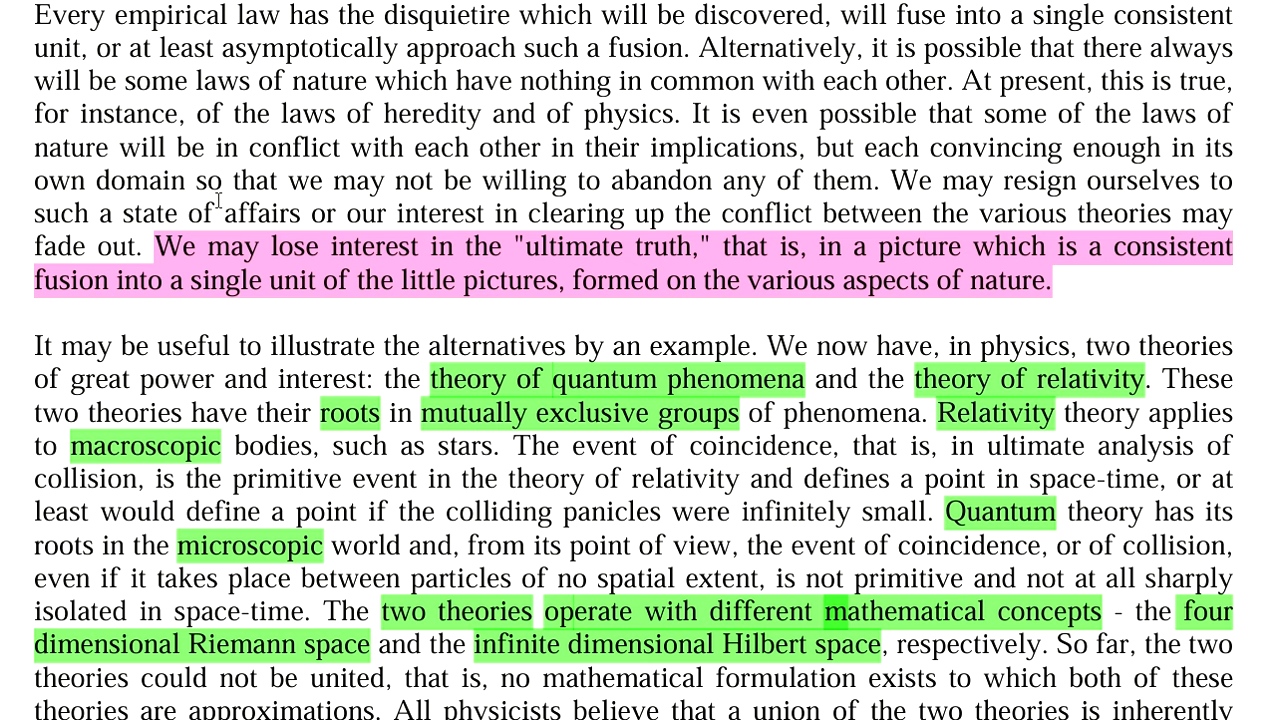 Every empirical law has the disquietire which will be discovered, will fuse into a single consistent
unit, or at least asymptotically approach such a fusion. Alternatively, it is possible that there always
will be some laws of nature which have nothing in common with each other. At present, this is true,
for instance, of the laws of heredity and of physics. It is even possible that some of the laws of
nature will be in conflict with each other in their implications, but each convincing enough in its
own domain so that we may not be willing to abandon any of them. We may resign ourselves to
such a state of affairs or our interest in clearing up the conflict between the various theories may
fade out. We may lose interest in the "ultimate truth," that is, in a picture which is a consistent
fusion into a single unit of the little pictures, formed on the various aspects of nature.
It may be useful to illustrate the alternatives by an example. We now have, in physics, two theories
of great power and interest: the theory of quantum phenomena and the theory of relativity. These
two theories have their roots in mutually exclusive groups of phenomena. Relativity theory applies
to macroscopic bodies, such as stars. The event of coincidence, that is, in ultimate analysis of
collision, is the primitive event in the theory of relativity and defines a point in space-time, or at
least would define a point if the colliding panicles were infinitely small. Quantum theory has its
roots in the microscopic world and, from its point of view, the event of coincidence, or of collision,
even if it takes place between particles of no spatial extent, is not primitive and not at all sharply
isolated in space-time. The two theories operate with different mathematical concepts - the four
dimensional Riemann space and the infinite dimensional Hilbert space, respectively. So far, the two
theories could not be united, that is, no mathematical formulation exists to which both of these
theories are approximations. All physicists believe that a union of the two theories is inherently